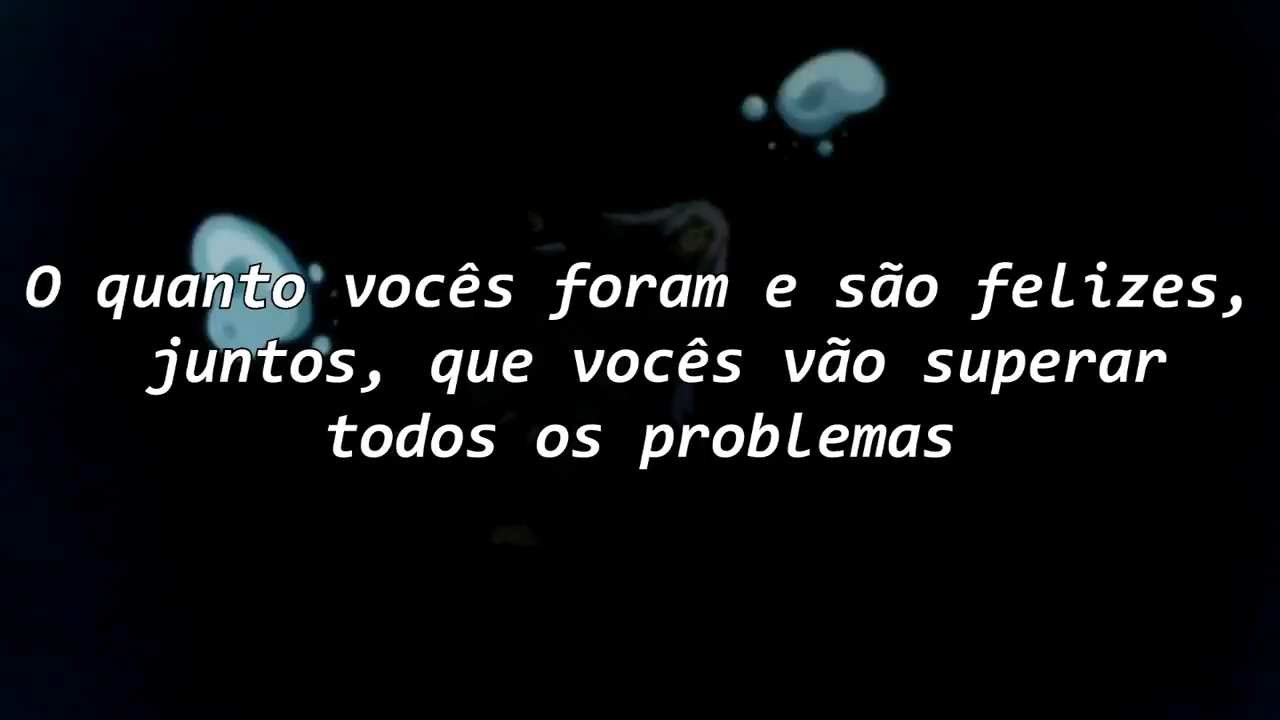 O quanto vocês foram e são felizes,
juntos, que vocês vão superar
todos os problemas